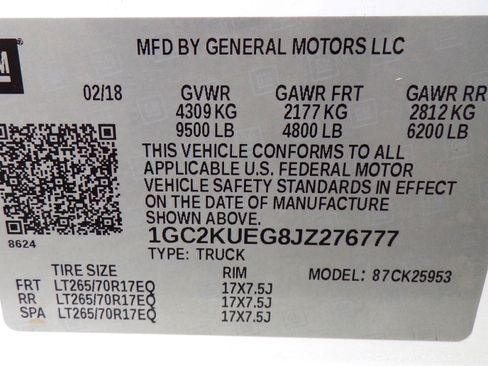 GM
MFD BY GENERAL MOTORS LLC
02/18 GVWR GAWR FRT GAWR RR
4309 KG 2177 KG 2812 KG
9500 LB 4800 LB 6200 LB
THIS VEHICLE CONFORMS TO ALL
APPLICABLE U.S. FEDERAL MOTOR
VEHICLE SAFETY STANDARDS IN EFFECT
ON THE DATE OF MANUFACTURE
SHOWN ABOVE.
8624
1GC2KUEG8JZ276777
TYPE: TRUCK
TIRE SIZE RIM MODEL: 87CK25953
FRT LT265/70R17EQ 17X7.5J
RR LT265/70R17EQ 17X7.5J
SPA LT265/70R17EQ 17X7.5J